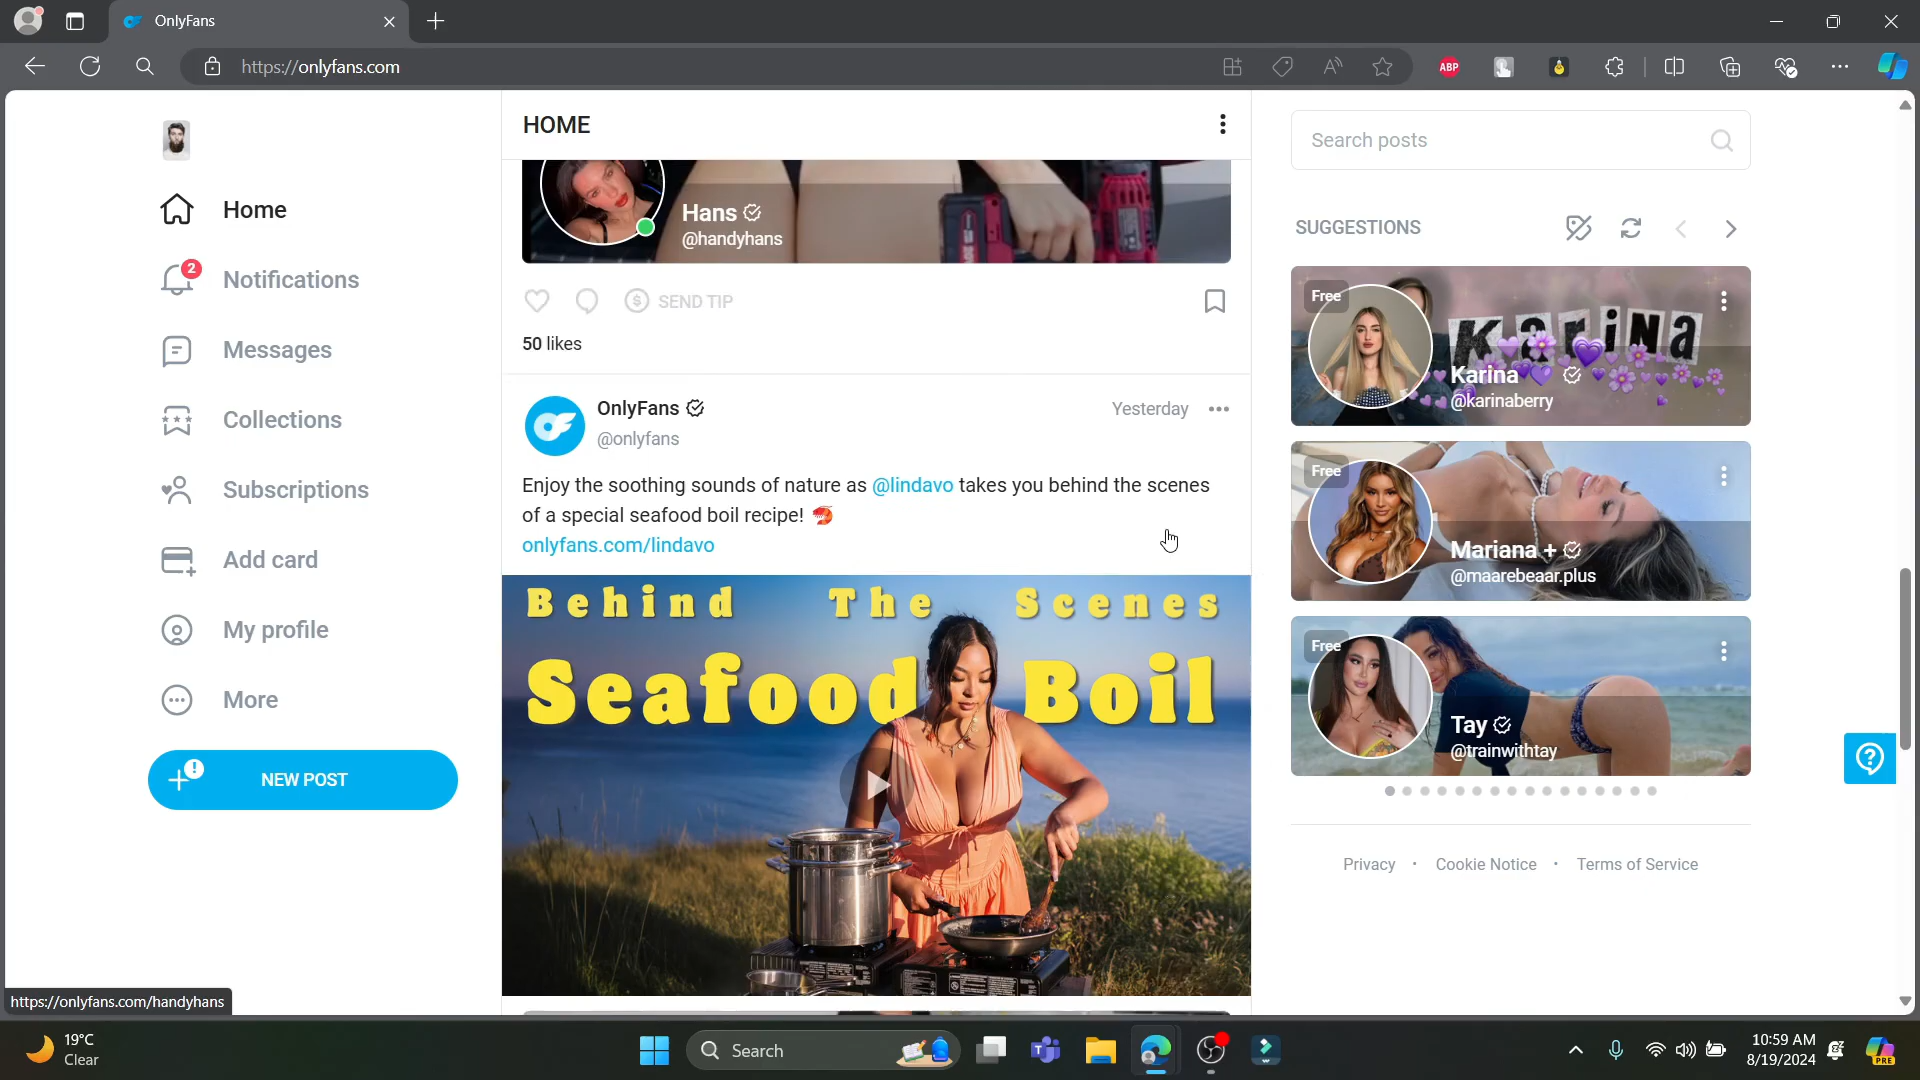 OnlyFans
https://onlyfans.com
ABP
Home
2
Notifications
Messages
Collections
Subscriptions
Add card
My profile
More
NEW POST
https://onlyfans.com/handyhans
HOME
Hans
@handyhans
SEND TIP
50 likes
OnlyFans
@onlyfans
Yesterday
Enjoy the soothing sounds of nature as @lindavo takes you behind the scenes
of a special seafood boil recipe! 🦐
onlyfans.com/lindavo
Behind The Scenes
Seafood Boil
Search posts
SUGGESTIONS
Free
KARiNA
Karina
@karinaberry
Free
Mariana +
@maarebeaar.plus
Free
Tay
@trainwithtay
Privacy · Cookie Notice · Terms of Service
19°C
Clear
Search
10:59 AM
8/19/2024
PRE